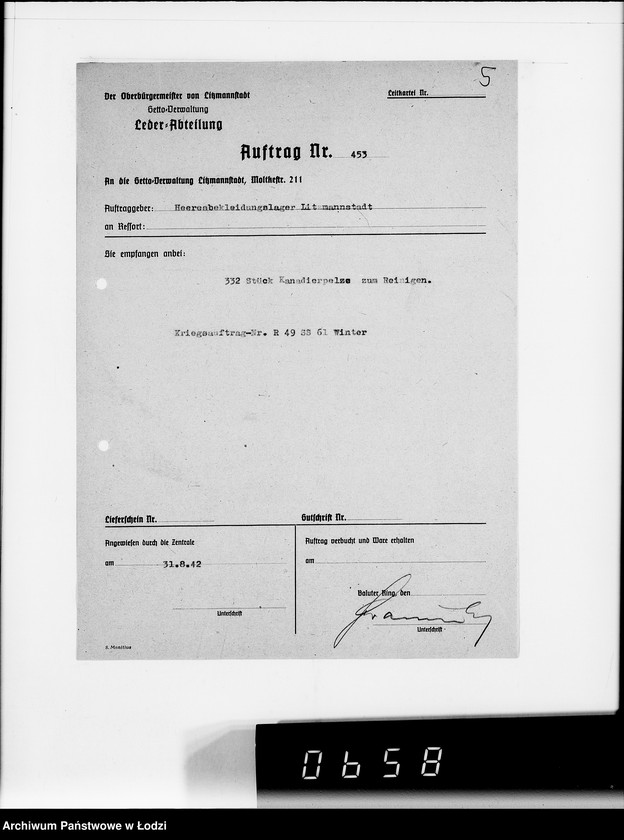 5
Der Oberbürgermeister von Litzmannstadt
Getto-Verwaltung
Leder-Abteilung
Leitkartei Nr.
Auftrag Nr. 453
An die Getto-Verwaltung Litzmannstadt, Moltkestr. 211
Auftraggeber: Heeresbekleidungslager Litzmannstadt
an Ressort:
Sie empfangen anbei:
332 Stück Kanadierpelze zum Reinigen.
Kriegsauftrag-Nr. R 49 SS 61 Winter
Lieferschein Nr.
Gutschrift Nr.
Angewiesen durch die Zentrale
am 31.8.42
Unterschrift
Auftrag verbucht und Ware erhalten
am
Baluter Ring, den
Unterschrift
0658
Archiwum Państwowe w Łodzi